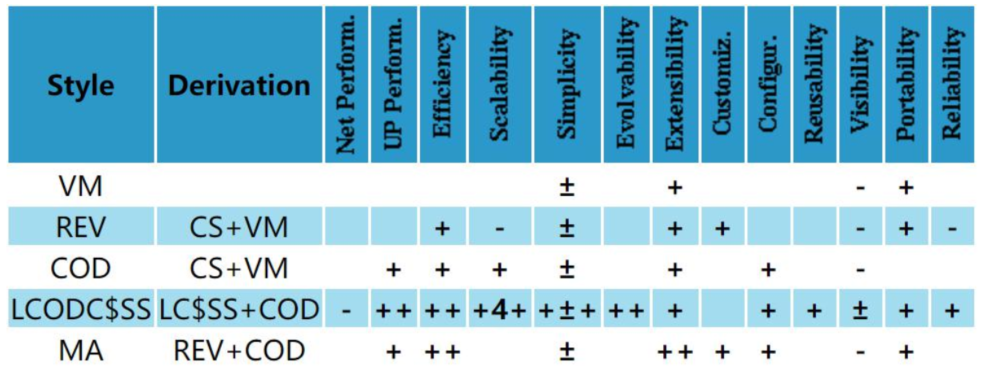 Style Derivation Net Perform. UP Perform. Efficiency Scalability Simplicity Evolvability Extensibility Customiz. Configur. Reusability Visibility Portability Reliability
VM ± + - +
REV CS+VM + - ± + + - + -
COD CS+VM + + + ± + + -
LCODC$SS LC$SS+COD - ++ ++ +4+ +±+ ++ + + + ± + +
MA REV+COD + ++ ± ++ + + - +